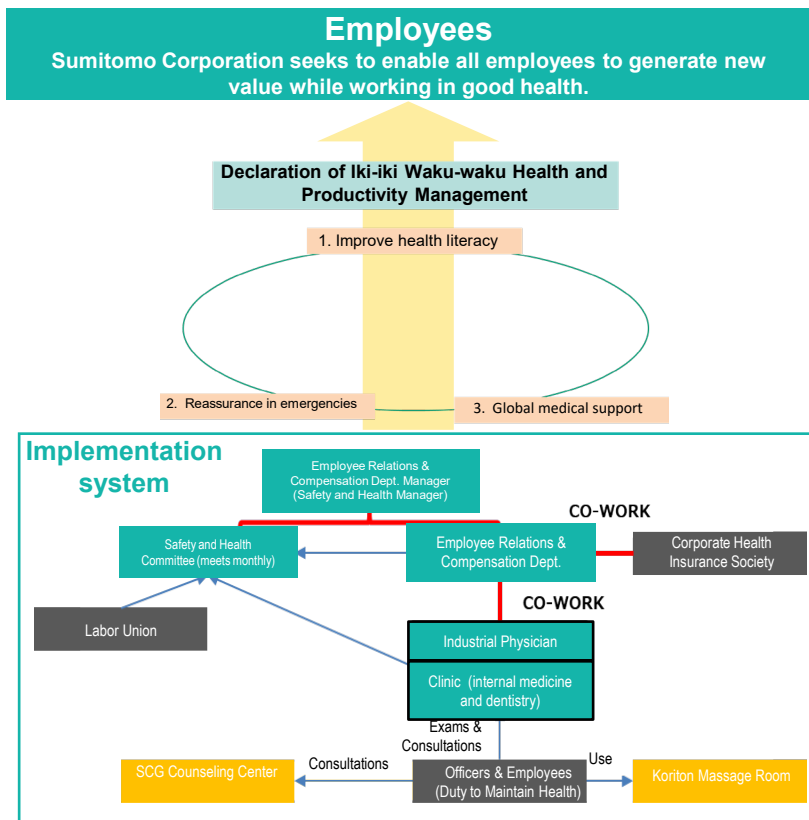 Employees
Sumitomo Corporation seeks to enable all employees to generate new
value while working in good health.
Declaration of Iki-iki Waku-waku Health and
Productivity Management
1. Improve health literacy
2. Reassurance in emergencies
3. Global medical support
Implementation
system
Employee Relations &
Compensation Dept. Manager
(Safety and Health Manager)
CO-WORK
Safety and Health
Committee (meets monthly)
Employee Relations &
Compensation Dept.
Corporate Health
Insurance Society
CO-WORK
Labor Union
Industrial Physician
Clinic (internal medicine
and dentistry)
Exams &
Consultations
SCG Counseling Center
Consultations
Officers & Employees
(Duty to Maintain Health)
Use
Koriton Massage Room